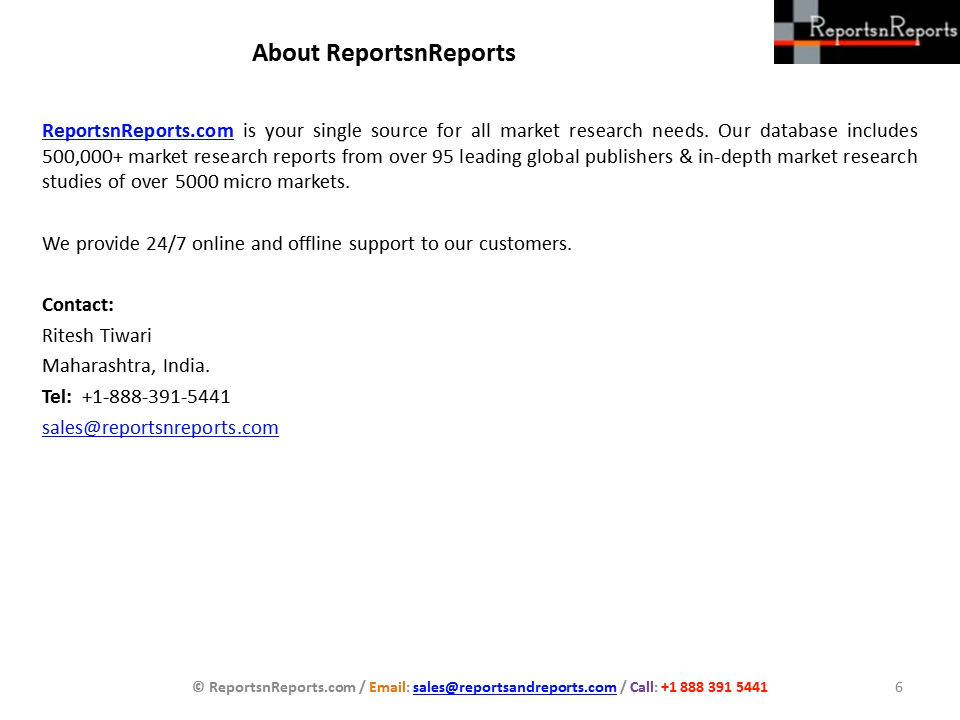 About ReportsnReports
ReportsnReports
ReportsnReports.com is your single source for all market research needs. Our database includes
500,000+ market research reports from over 95 leading global publishers & in-depth market research
studies of over 5000 micro markets.
We provide 24/7 online and offline support to our customers.
Contact:
Ritesh Tiwari
Maharashtra, India.
Tel: +1-888-391-5441
sales@reportsnreports.com
© ReportsnReports.com / Email: sales@reportsandreports.com / Call: +1 888 391 5441
6